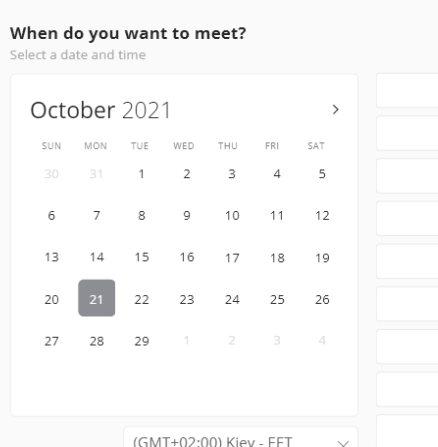 When do you want to meet?
Select a date and time
October 2021
SUN MON TUE WED THU FRI SAT
30 31 1 2 3 4 5
6 7 8 9 10 11 12
13 14 15 16 17 18 19
20 21 22 23 24 25 26
27 28 29 1 2 3 4
(GMT+02:00) Kiev - EET